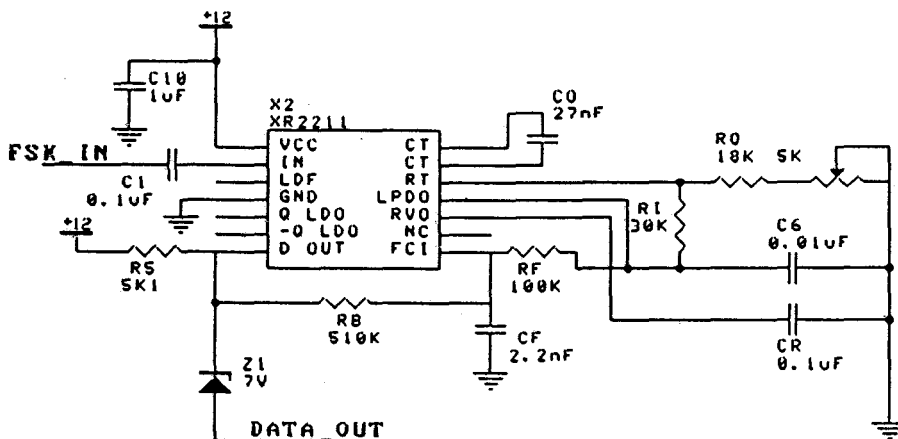 +12
C10
1uF
X2
XR2211
CO
27nF
FSK_IN
C1
0.1uF
VCC
IN
LDF
GND
Q LDO
-Q LDO
D OUT
CT
CT
RT
LPDO
RVO
NC
FCI
RO
18K
5K
RI
30K
C6
0.01uF
+12
R5
5K1
RF
100K
RB
510K
CF
2.2nF
CR
0.1uF
Z1
7V
DATA_OUT